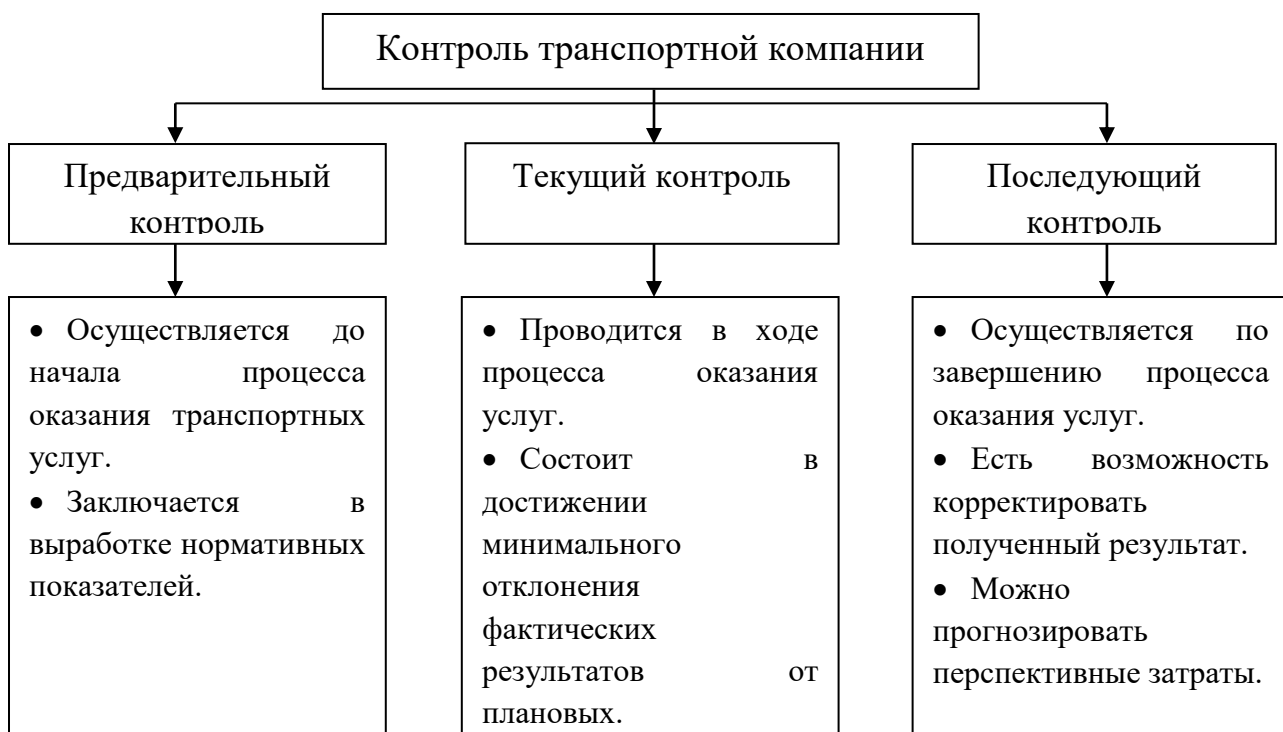 Контроль транспортной компании
Предварительный
контроль
Текущий контроль
Последующий
контроль
• Осуществляется до
начала процесса
оказания транспортных
услуг.
• Заключается в
выработке нормативных
показателей.
• Проводится в ходе
процесса оказания
услуг.
• Состоит в
достижении
минимального
отклонения
фактических
результатов от
плановых.
• Осуществляется по
завершению процесса
оказания услуг.
• Есть возможность
корректировать
полученный результат.
• Можно
прогнозировать
перспективные затраты.